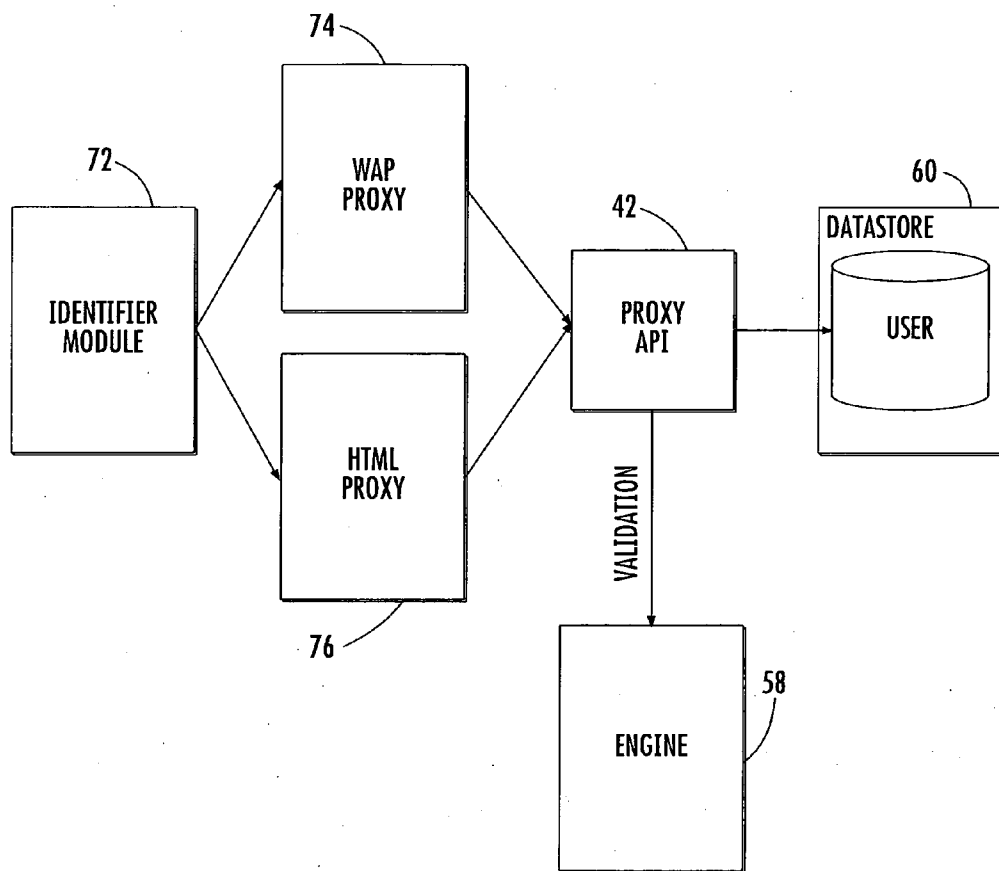 74
WAP
PROXY
72
IDENTIFIER
MODULE
42
PROXY
API
60
DATASTORE
USER
HTML
PROXY
76
VALIDATION
58
ENGINE